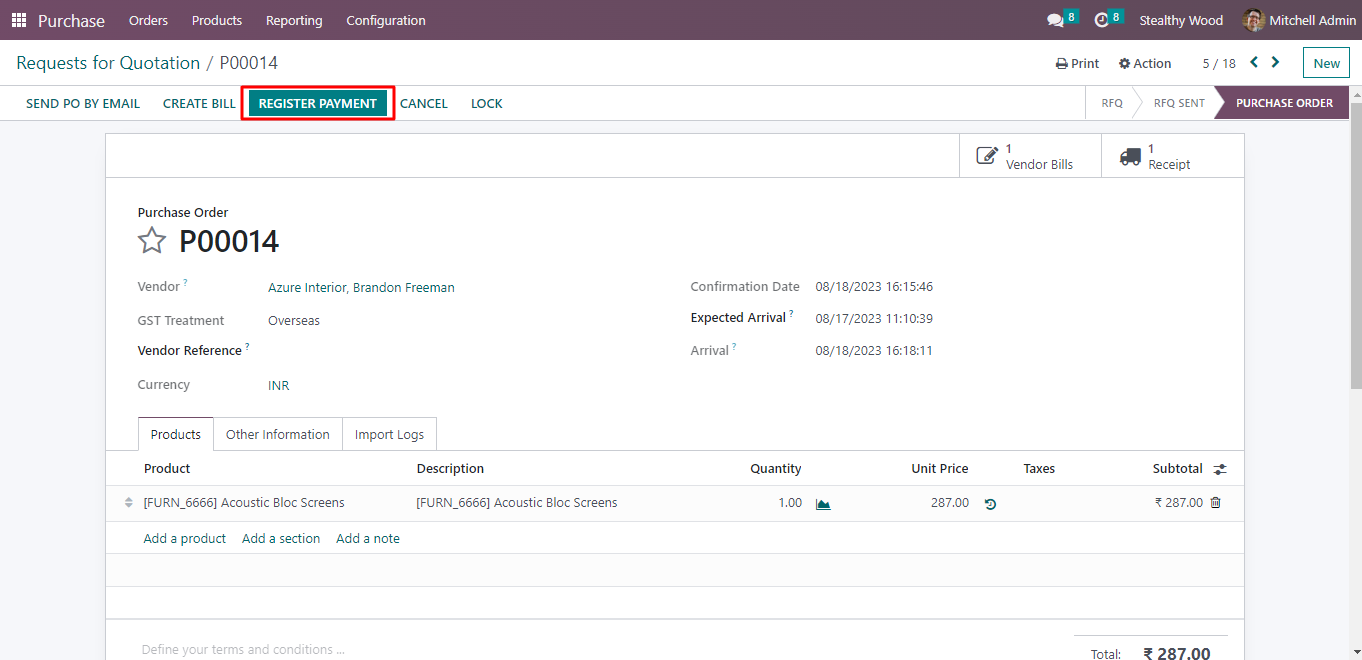 Purchase Orders Products Reporting Configuration 8 8 Stealthy Wood Mitchell Admin
Requests for Quotation / P00014 Print Action 5 / 18 New
SEND PO BY EMAIL CREATE BILL REGISTER PAYMENT CANCEL LOCK RFQ RFQ SENT PURCHASE ORDER
1 Vendor Bills 1 Receipt
Purchase Order
P00014
Vendor ? Azure Interior, Brandon Freeman Confirmation Date 08/18/2023 16:15:46
GST Treatment Overseas Expected Arrival ? 08/17/2023 11:10:39
Vendor Reference ? Arrival ? 08/18/2023 16:18:11
Currency INR
Products Other Information Import Logs
Product Description Quantity Unit Price Taxes Subtotal
[FURN_6666] Acoustic Bloc Screens [FURN_6666] Acoustic Bloc Screens 1.00 287.00 ₹ 287.00
Add a product Add a section Add a note
Define your terms and conditions ... Total: ₹ 287.00